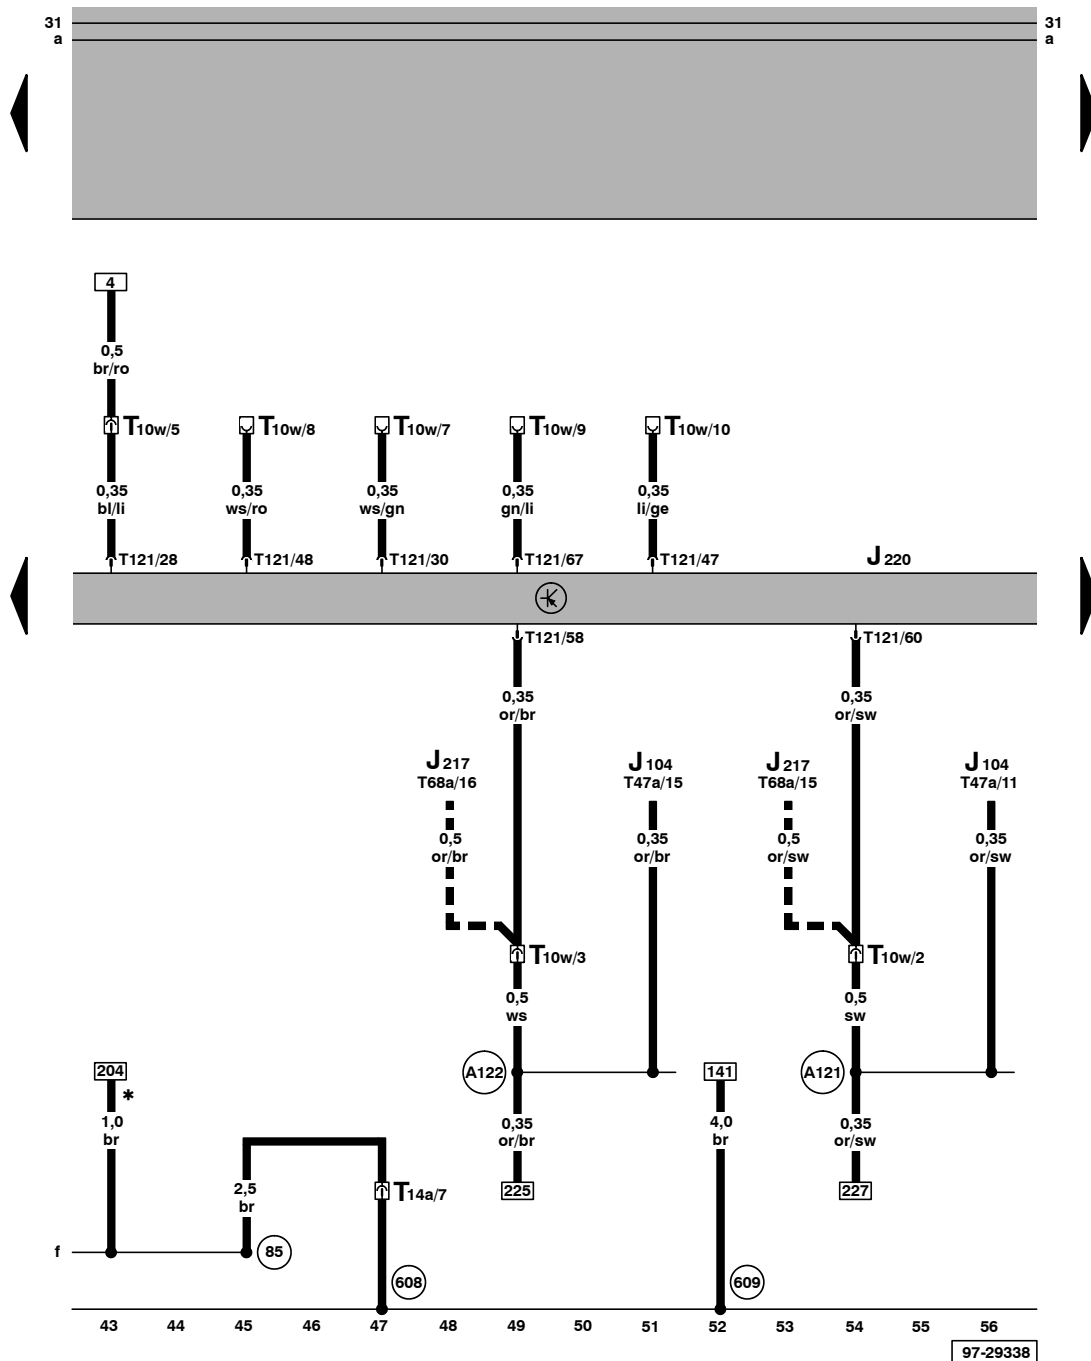 31 31
a a
4
0,5
br/ro
T10w/5 T10w/8 T10w/7 T10w/9 T10w/10
0,35 0,35 0,35 0,35 0,35
bl/li ws/ro ws/gn gn/li li/ge
T121/28 T121/48 T121/30 T121/67 T121/47 J220
T121/58 T121/60
0,35 0,35
or/br or/sw
J217 J104 J217 J104
T68a/16 T47a/15 T68a/15 T47a/11
0,5 0,35 0,5 0,35
or/br or/br or/sw or/sw
T10w/3 T10w/2
0,5 0,5
ws sw
204 A122 141 A121
*
1,0 0,35 4,0 0,35
br or/br br or/sw
2,5 T14a/7 225 227
br
f 85
608 609
43 44 45 46 47 48 49 50 51 52 53 54 55 56
97-29338